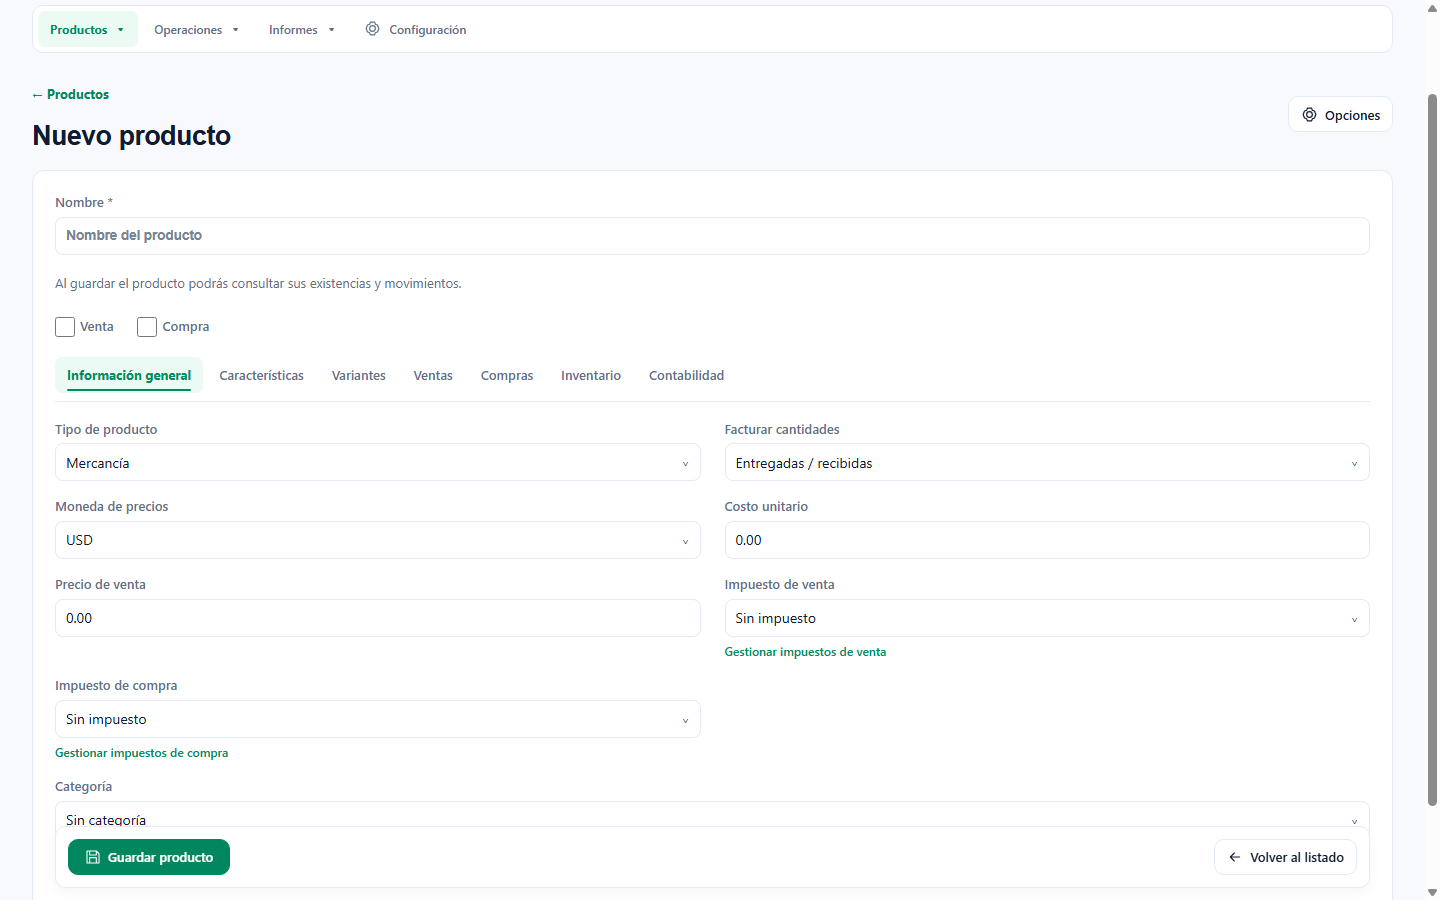 Productos
Operaciones
Informes
Configuración
← Productos
Nuevo producto
Opciones
Nombre *
Nombre del producto
Al guardar el producto podrás consultar sus existencias y movimientos.
Venta
Compra
Información general
Características
Variantes
Ventas
Compras
Inventario
Contabilidad
Tipo de producto
Mercancía
Facturar cantidades
Entregadas / recibidas
Moneda de precios
USD
Costo unitario
0.00
Precio de venta
0.00
Impuesto de venta
Sin impuesto
Gestionar impuestos de venta
Impuesto de compra
Sin impuesto
Gestionar impuestos de compra
Categoría
Sin categoría
Guardar producto
← Volver al listado